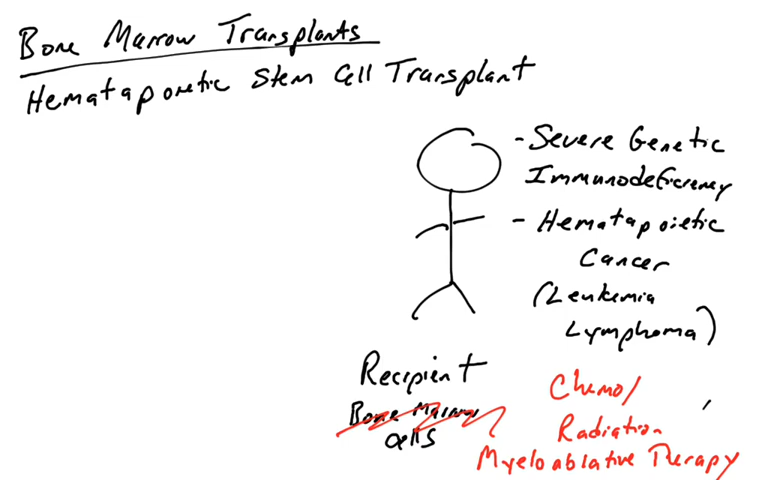 Bone Marrow Transplants
Hematapoietic Stem Cell Transplant
- Severe Genetic
Immunodeficiency
- Hematapoietic
Cancer
(Leukemia
Lymphoma)
Recipient
Bone Marrow
cells
Chemo/
Radiation
Myeloablative Therapy